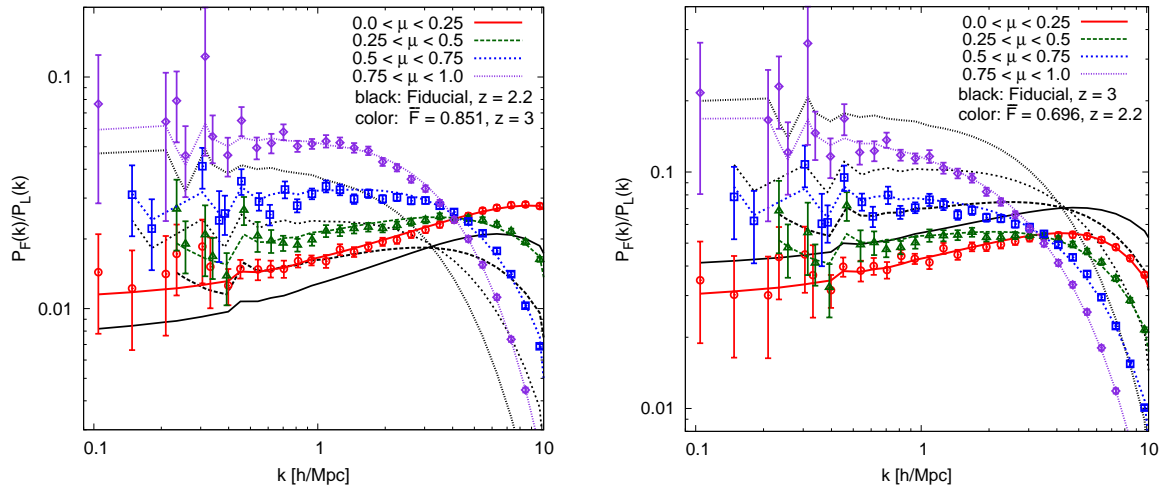 0.0 < μ < 0.25
0.25 < μ < 0.5
0.5 < μ < 0.75
0.75 < μ < 1.0
black: Fiducial, z = 2.2
color: F̅ = 0.851, z = 3
P_F(k)/P_L(k)
0.1
0.01
0.1
1
10
k [h/Mpc]
0.0 < μ < 0.25
0.25 < μ < 0.5
0.5 < μ < 0.75
0.75 < μ < 1.0
black: Fiducial, z = 3
color: F̅ = 0.696, z = 2.2
P_F(k)/P_L(k)
0.1
0.01
0.1
1
10
k [h/Mpc]